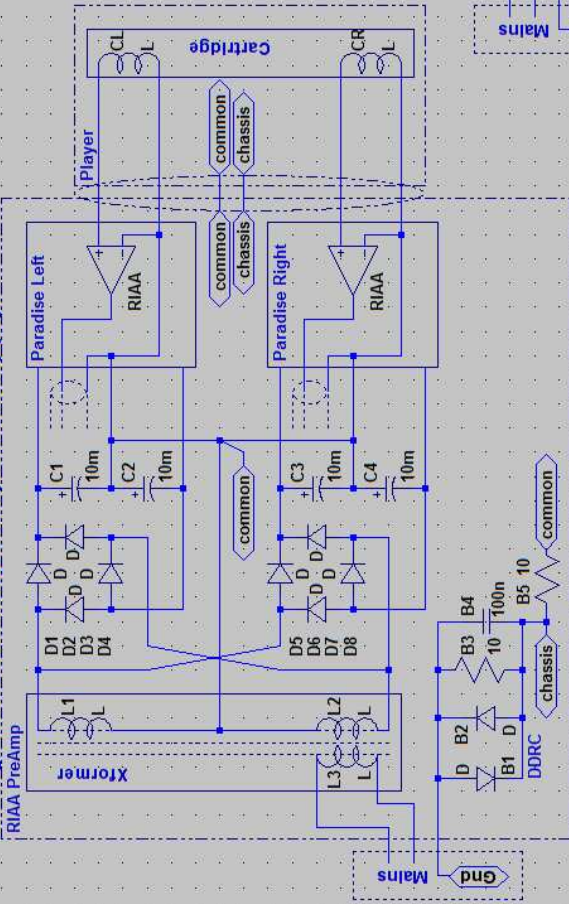 CL
L
Cartridge
CR
L
Mains
Player
common
chassis
common
chassis
Paradise Left
+
-
RIAA
Paradise Right
+
-
RIAA
C1
10m
+
C2
10m
C3
10m
+
C4
10m
+
common
D
D
D
D
D1
D2
D3
D4
D
D
D
D
D5
D6
D7
D8
RIAA PreAmp
Xformer
L1
L
L2
L
L3
L
Mains
Gnd
D
B1
B2
D
DDRC
B3
10
B4
100n
B5 10
chassis
common